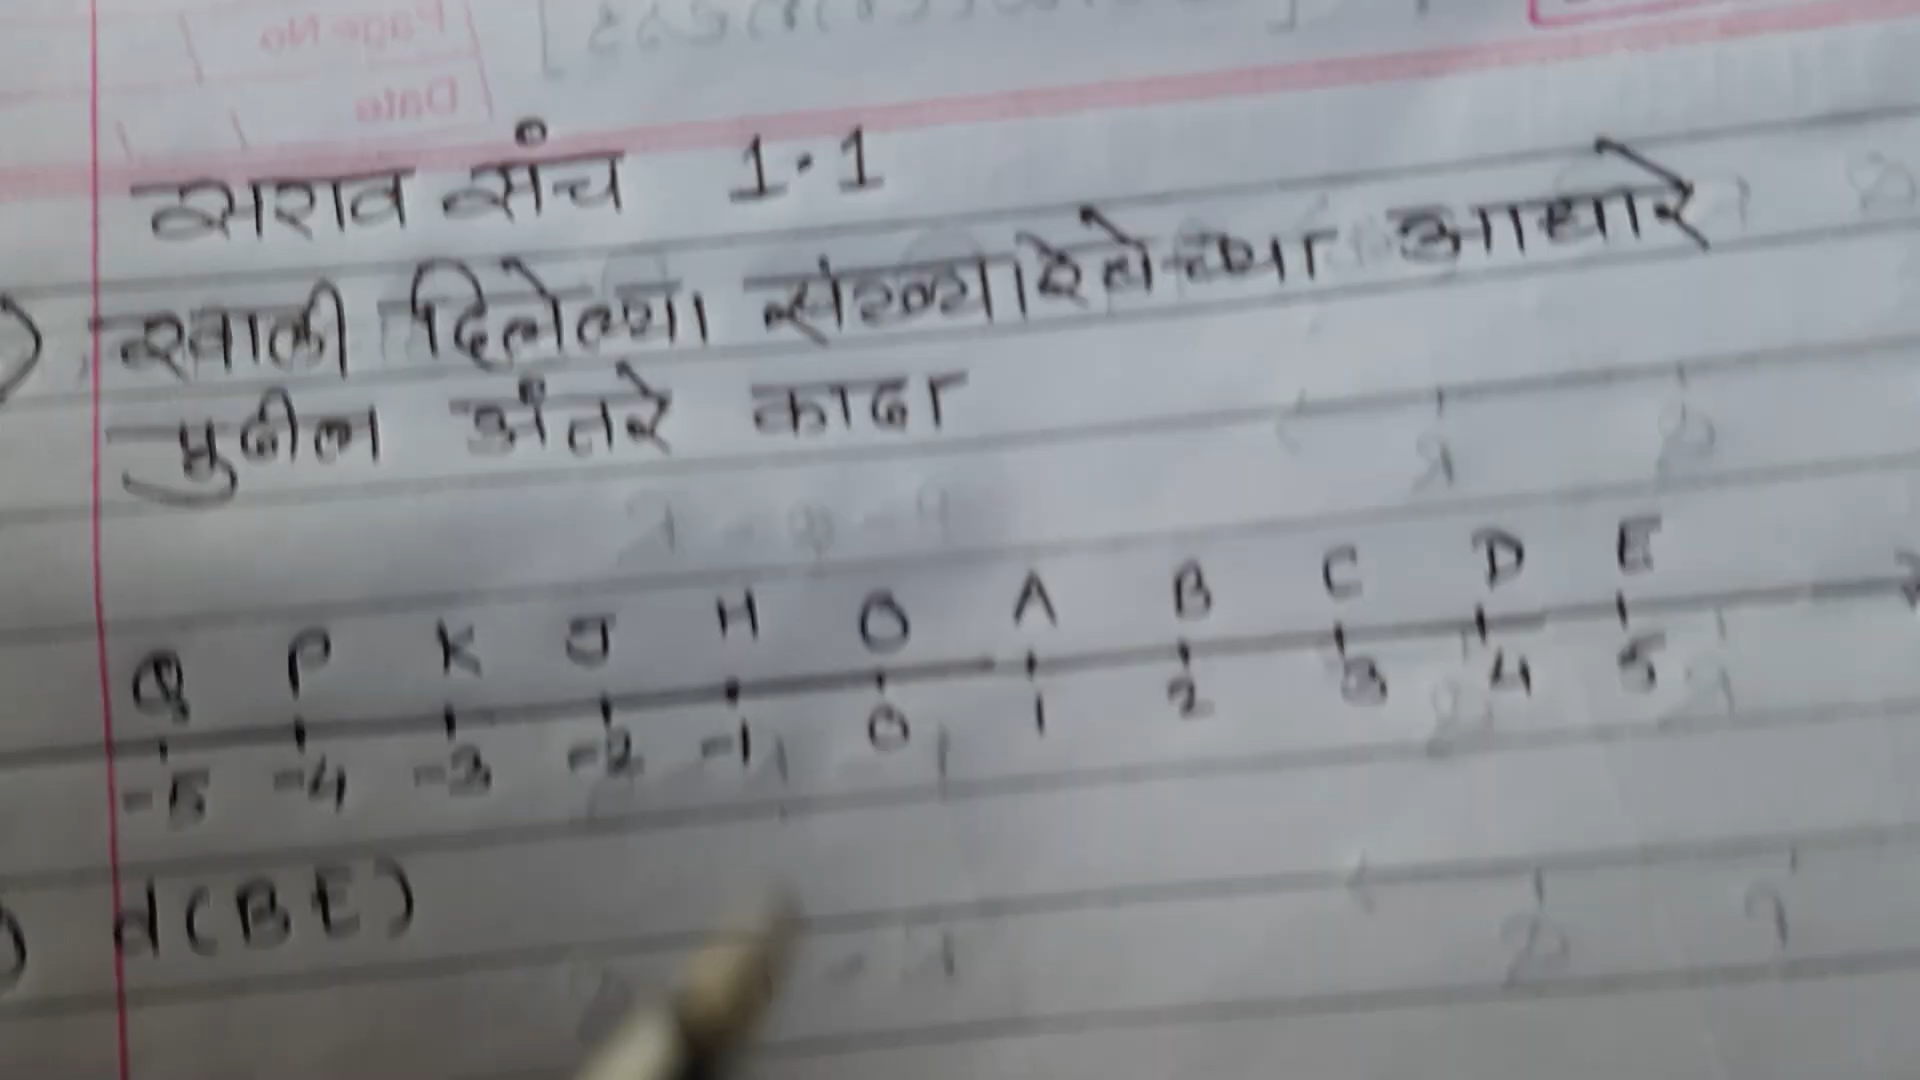 सराव संच 1.1
खाली दिलेल्या संख्यारेषेच्या आधारे
पुढील अंतरे काढा
Q P K J H O A B C D E
-5 -4 -3 -2 -1 0 1 2 3 4 5
d(BE)